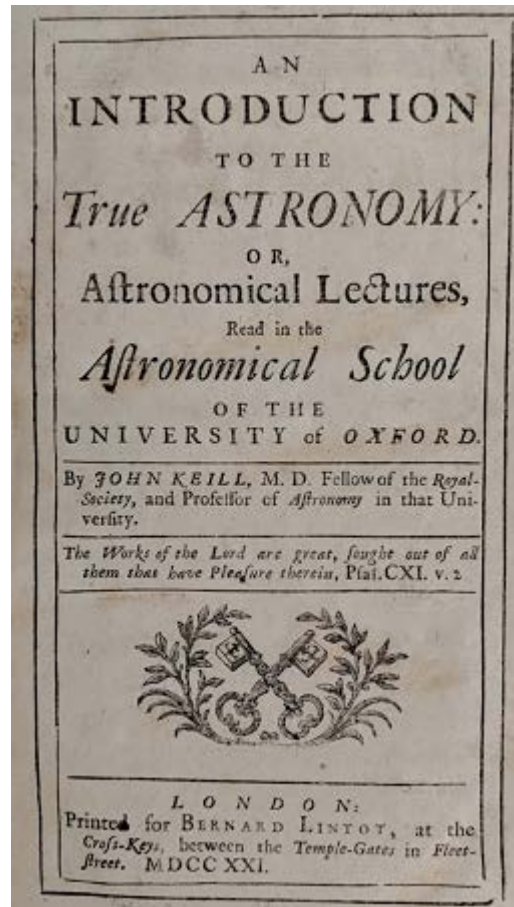 AN
INTRODUCTION
TO THE
True ASTRONOMY:
OR,
Aſtronomical Lectures,
Read in the
Aſtronomical School
OF THE
UNIVERSITY of OXFORD.
By JOHN KEILL, M. D. Fellow of the Royal-
Society, and Profeſſor of Aſtronomy in that Uni-
verſity.
The Works of the Lord are great, ſought out of all
them that have Pleaſure therein, Pſal. CXI. v. 2
LONDON:
Printed for BERNARD LINTOT, at the
Croſs-Keys, between the Temple-Gates in Fleet-
ſtreet. MDCC XXI.